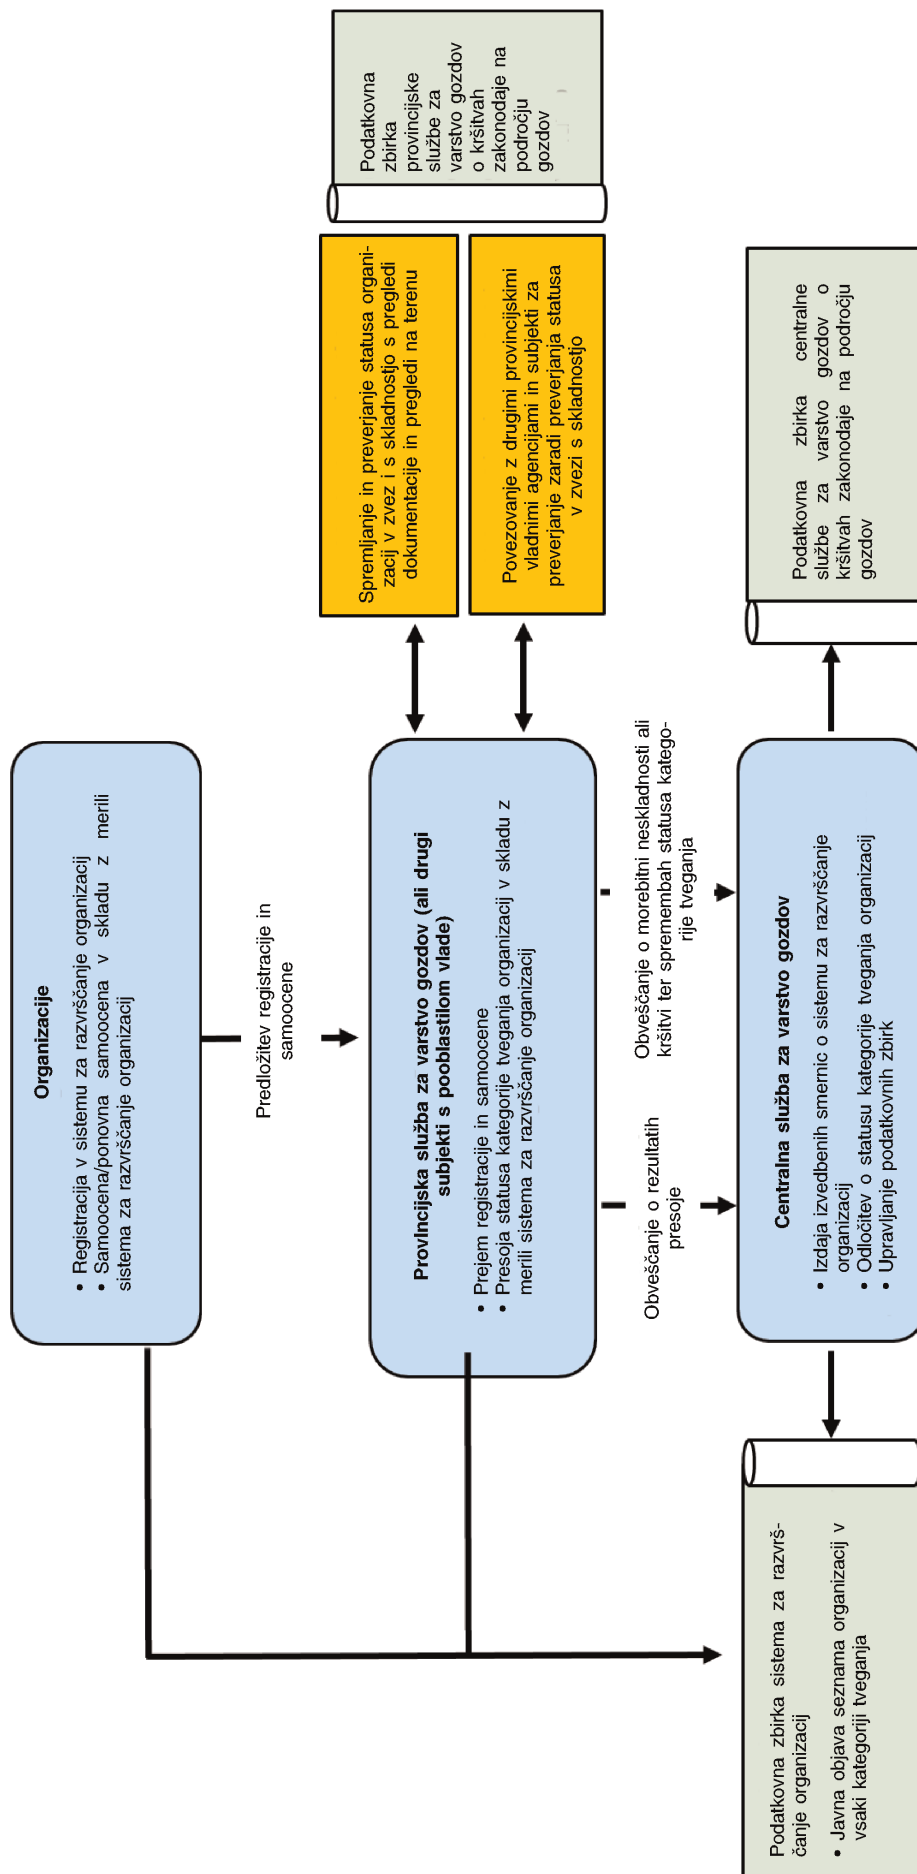 Organizacije
• Registracija v sistemu za razvrščanje organizacij
• Samoocena/ponovna samoocena v skladu z merili
sistema za razvrščanje organizacij
Predložitev registracije in
samoocene
Provincijska služba za varstvo gozdov (ali drugi
subjekti s pooblastilom vlade)
• Prejem registracije in samoocene
• Presoja statusa kategorije tveganja organizacij v skladu z
merili sistema za razvrščanje organizacij
Spremljanje in preverjanje statusa organi-
zacij v zvez i s skladnostjo s pregledi
dokumentacije in pregledi na terenu
Povezovanje z drugimi provincijskimi
vladnimi agencijami in subjekti za
preverjanje zaradi preverjanja statusa
v zvezi s skladnostjo
Podatkovna
zbirka
provincijske
službe za
varstvo gozdov
o kršitvah
zakonodaje na
področju
gozdov
Obveščanje o rezultatih
presoje
Obveščanje o morebitni neskladnosti ali
kršitvi ter spremembah statusa katego-
rije tveganja
Podatkovna zbirka sistema za razvrš-
čanje organizacij
• Javna objava seznama organizacij v
vsaki kategoriji tveganja
Centralna služba za varstvo gozdov
• Izdaja izvedbenih smernic o sistemu za razvrščanje
organizacij
• Odločitev o statusu kategorije tveganja organizacij
• Upravljanje podatkovnih zbirk
Podatkovna zbirka centralne
službe za varstvo gozdov o
kršitvah zakonodaje na področju
gozdov